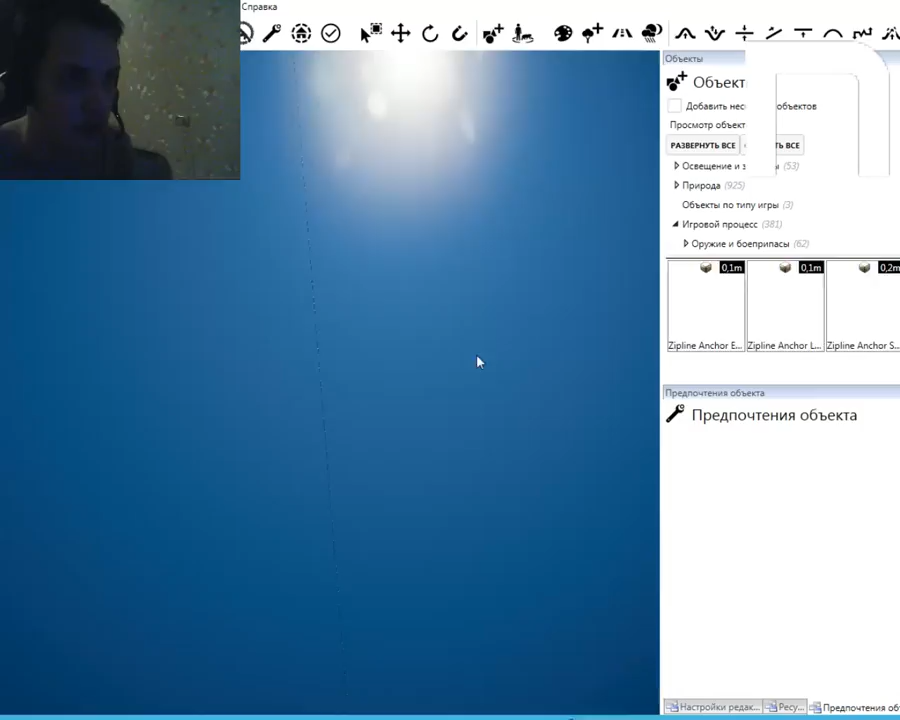 Справка
Объекты
Объект
Добавить нес объектов
Просмотр объект
РАЗВЕРНУТЬ ВСЕ ТЬ ВСЕ
Освещение и з (53)
Природа (925)
Объекты по типу игры (3)
Игровой процесс (381)
Оружие и боеприпасы (62)
0,1m 0,1m 0,2m
Zipline Anchor E... Zipline Anchor L... Zipline Anchor S...
Предпочтения объекта
Предпочтения объекта
Настройки редак... Ресу... Предпочтения об